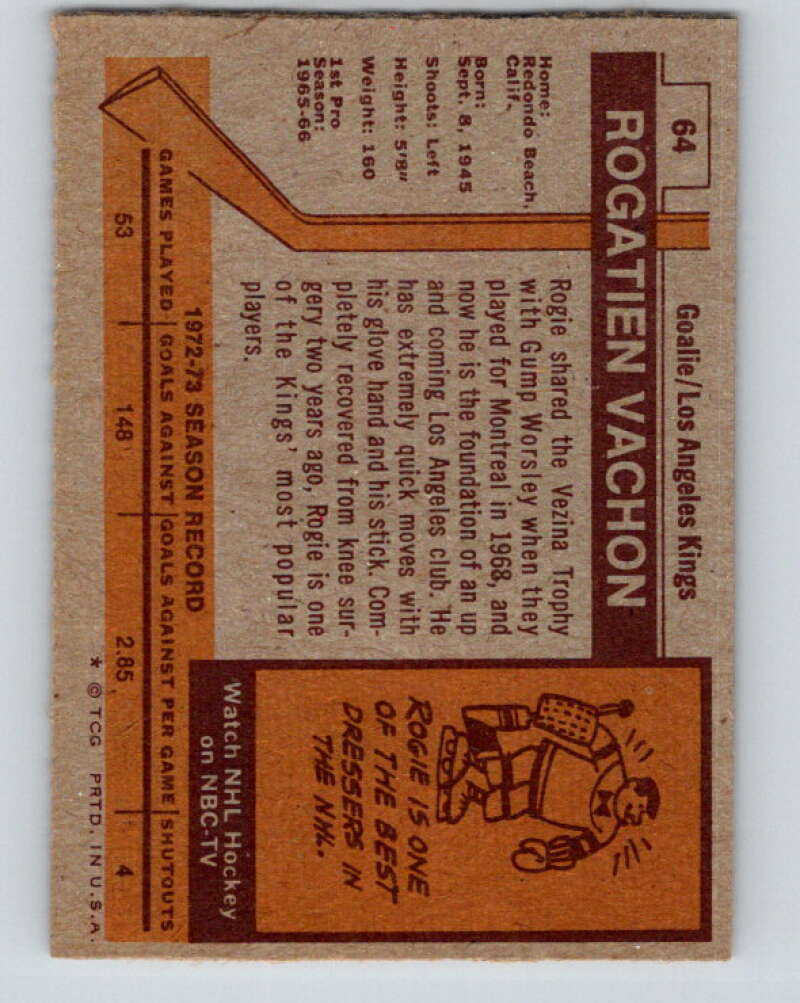 64
Goalie/Los Angeles Kings
ROGATIEN VACHON
Home:
Redondo Beach,
Calif.
Born:
Sept. 8, 1945
Shoots: Left
Height: 5'8"
Weight: 160
1st Pro
Season:
1965-66
Rogie shared the Vezina Trophy
with Gump Worsley when they
played for Montreal in 1968, and
now he is the foundation of an up
and coming Los Angeles club. He
has extremely quick moves with
his glove hand and his stick. Com-
pletely recovered from knee sur-
gery two years ago, Rogie is one
of the Kings' most popular
players.
ROGIE IS ONE
OF THE BEST
DRESSERS IN
THE NHL.
Watch NHL Hockey
on NBC-TV
1972-73 SEASON RECORD
GAMES PLAYED GOALS AGAINST GOALS AGAINST PER GAME SHUTOUTS
53 148 2.85 4
* © TCG PRTD. IN U.S.A.